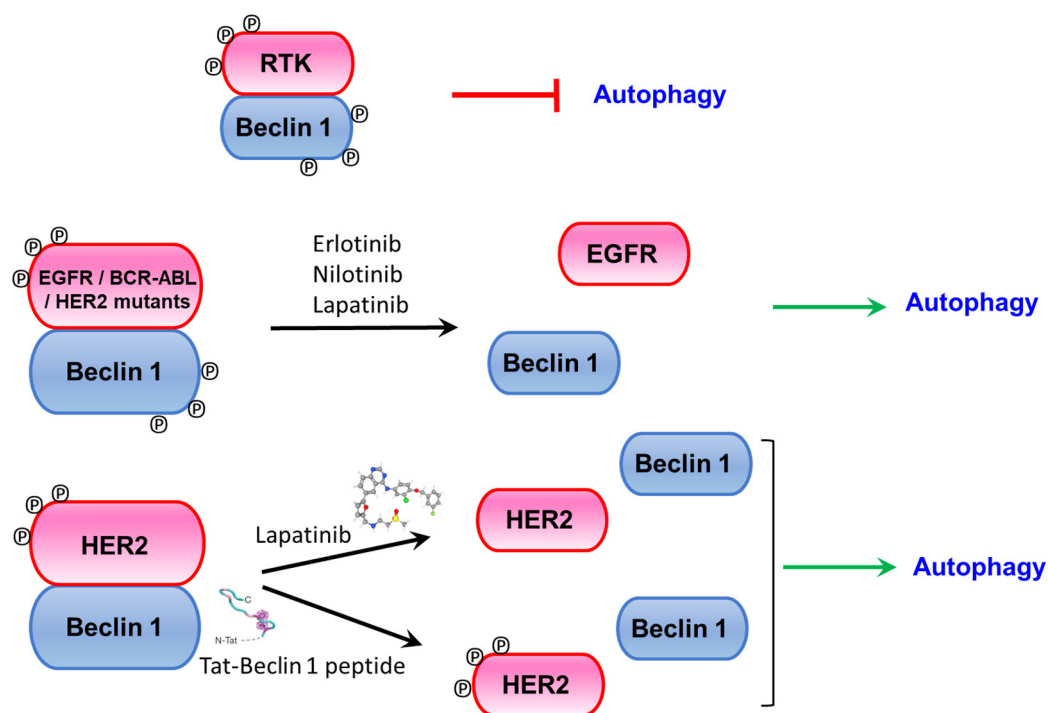 P
P
P
RTK
Beclin 1
P
P
P
Autophagy
P
P
P
EGFR / BCR-ABL
/ HER2 mutants
Beclin 1
P
P
P
Erlotinib
Nilotinib
Lapatinib
EGFR
Beclin 1
Autophagy
P
P
P
HER2
Beclin 1
Lapatinib
C
N-Tat
Tat-Beclin 1 peptide
HER2
Beclin 1
P
P
P
HER2
Beclin 1
Autophagy